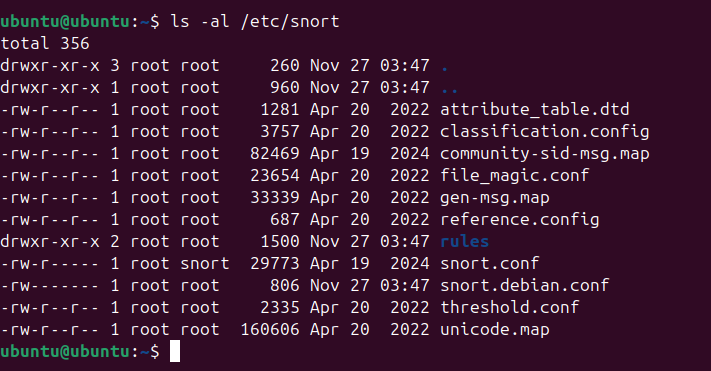 ubuntu@ubuntu:~$ ls -al /etc/snort
total 356
drwxr-xr-x 3 root root    260 Nov 27 03:47 .
drwxr-xr-x 1 root root    960 Nov 27 03:47 ..
-rw-r--r-- 1 root root   1281 Apr 20  2022 attribute_table.dtd
-rw-r--r-- 1 root root   3757 Apr 20  2022 classification.config
-rw-r--r-- 1 root root  82469 Apr 19  2024 community-sid-msg.map
-rw-r--r-- 1 root root  23654 Apr 20  2022 file_magic.conf
-rw-r--r-- 1 root root  33339 Apr 20  2022 gen-msg.map
-rw-r--r-- 1 root root    687 Apr 20  2022 reference.config
drwxr-xr-x 2 root root   1500 Nov 27 03:47 rules
-rw-r----- 1 root snort  29773 Apr 19  2024 snort.conf
-rw------- 1 root root    806 Nov 27 03:47 snort.debian.conf
-rw-r--r-- 1 root root   2335 Apr 20  2022 threshold.conf
-rw-r--r-- 1 root root 160606 Apr 20  2022 unicode.map
ubuntu@ubuntu:~$